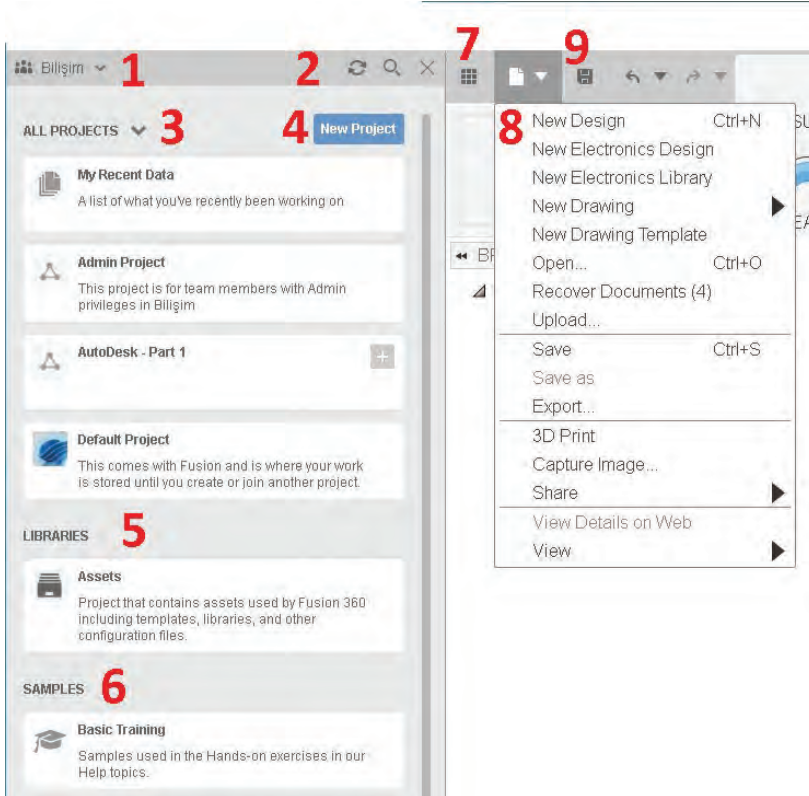 Bilişim
1
2
3
ALL PROJECTS
4
New Project
My Recent Data
A list of what you've recently been working on
Admin Project
This project is for team members with Admin
privileges in Bilişim
AutoDesk - Part 1
Default Project
This comes with Fusion and is where your work
is stored until you create or join another project.
LIBRARIES
5
Assets
Project that contains assets used by Fusion 360
including templates, libraries, and other
configuration files.
SAMPLES
6
Basic Training
Samples used in the Hands-on exercises in our
Help topics.
7
9
8
New Design Ctrl+N
New Electronics Design
New Electronics Library
New Drawing
New Drawing Template
Open... Ctrl+O
Recover Documents (4)
Upload...
Save Ctrl+S
Save as
Export...
3D Print
Capture Image...
Share
View Details on Web
View